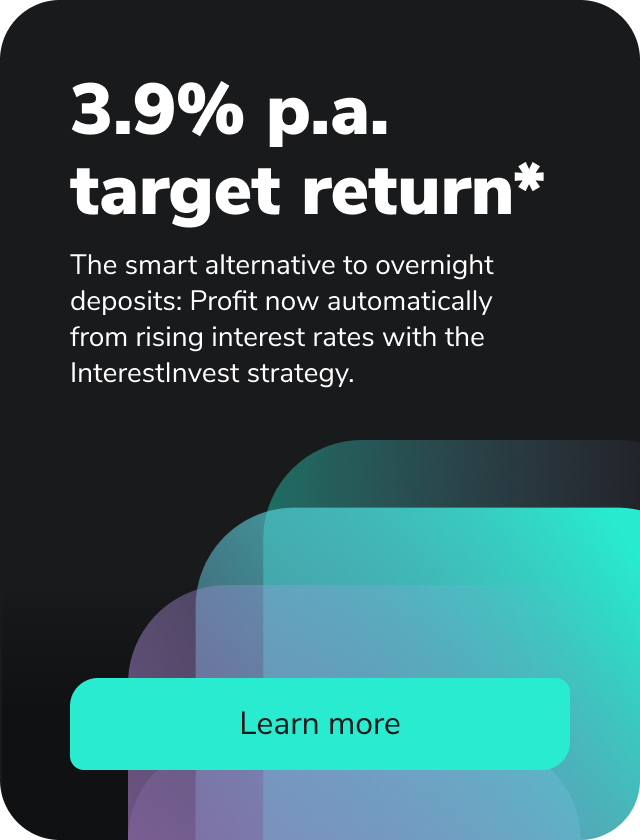 3.9% p.a.
target return*
The smart alternative to overnight
deposits: Profit now automatically
from rising interest rates with the
InterestInvest strategy.
Learn more